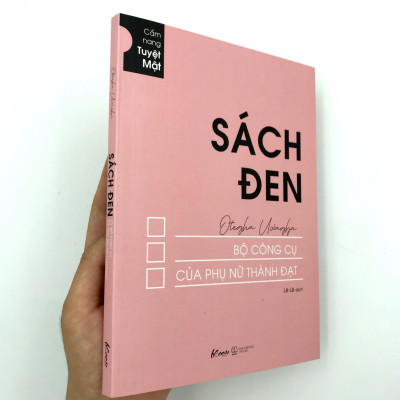 Cẩm
nang
Tuyệt
Mật
SÁCH
ĐEN
Otegha Uwagba
BỘ CÔNG CỤ
CỦA PHỤ NỮ THÀNH ĐẠT
SÁCH ĐEN